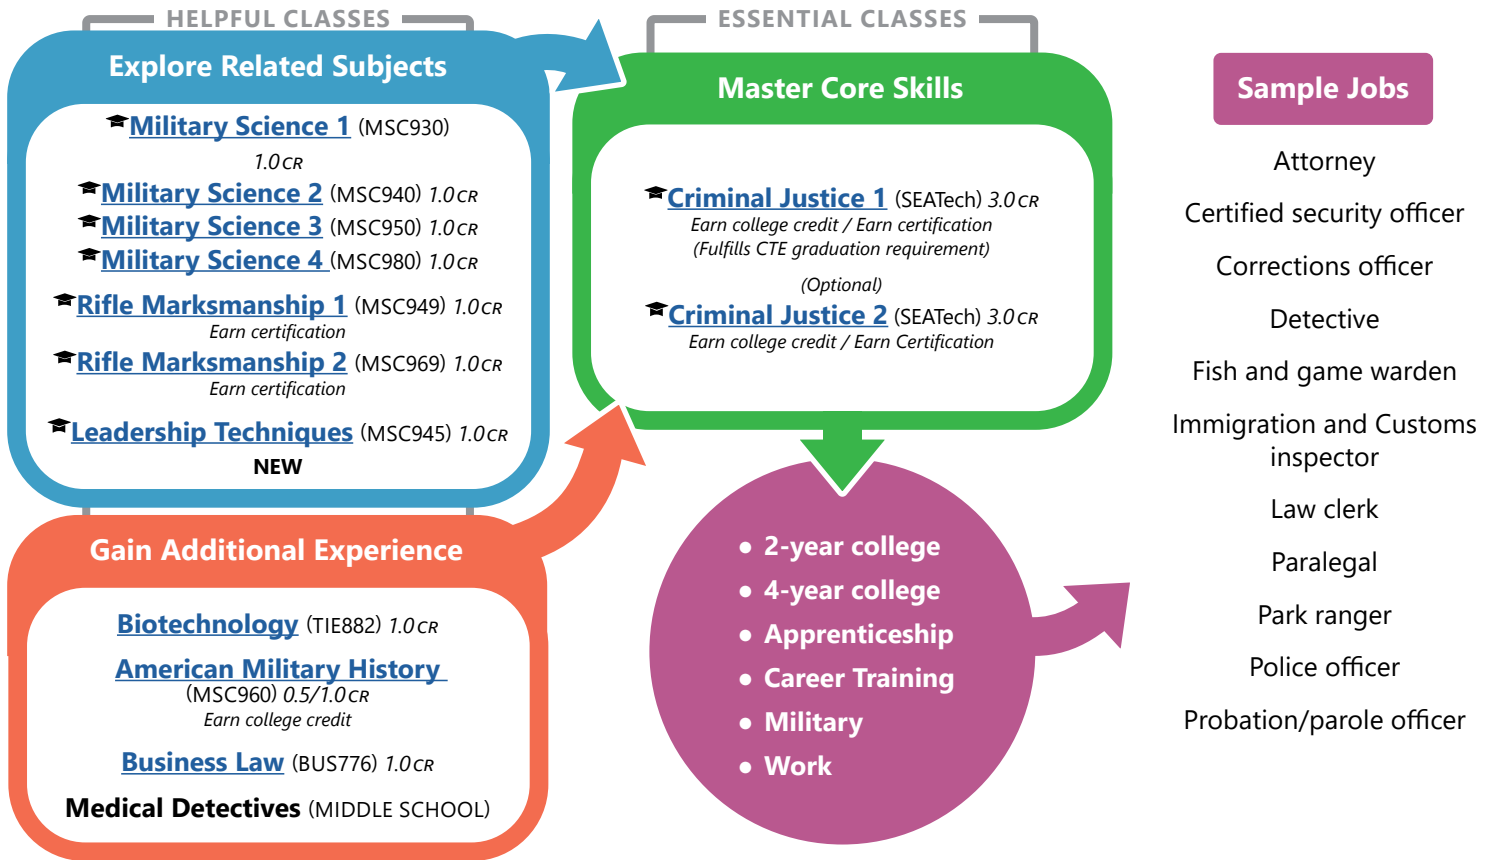 HELPFUL CLASSES
Explore Related Subjects
Military Science 1 (MSC930)
1.0 CR
Military Science 2 (MSC940) 1.0 CR
Military Science 3 (MSC950) 1.0 CR
Military Science 4 (MSC980) 1.0 CR
Rifle Marksmanship 1 (MSC949) 1.0 CR
Earn certification
Rifle Marksmanship 2 (MSC969) 1.0 CR
Earn certification
Leadership Techniques (MSC945) 1.0 CR
NEW
Gain Additional Experience
Biotechnology (TIE882) 1.0 CR
American Military History
(MSC960) 0.5/1.0 CR
Earn college credit
Business Law (BUS776) 1.0 CR
Medical Detectives (MIDDLE SCHOOL)
ESSENTIAL CLASSES
Master Core Skills
Criminal Justice 1 (SEATech) 3.0 CR
Earn college credit / Earn certification
(Fulfills CTE graduation requirement)
(Optional)
Criminal Justice 2 (SEATech) 3.0 CR
Earn college credit / Earn Certification
● 2-year college
● 4-year college
● Apprenticeship
● Career Training
● Military
● Work
Sample Jobs
Attorney
Certified security officer
Corrections officer
Detective
Fish and game warden
Immigration and Customs
inspector
Law clerk
Paralegal
Park ranger
Police officer
Probation/parole officer